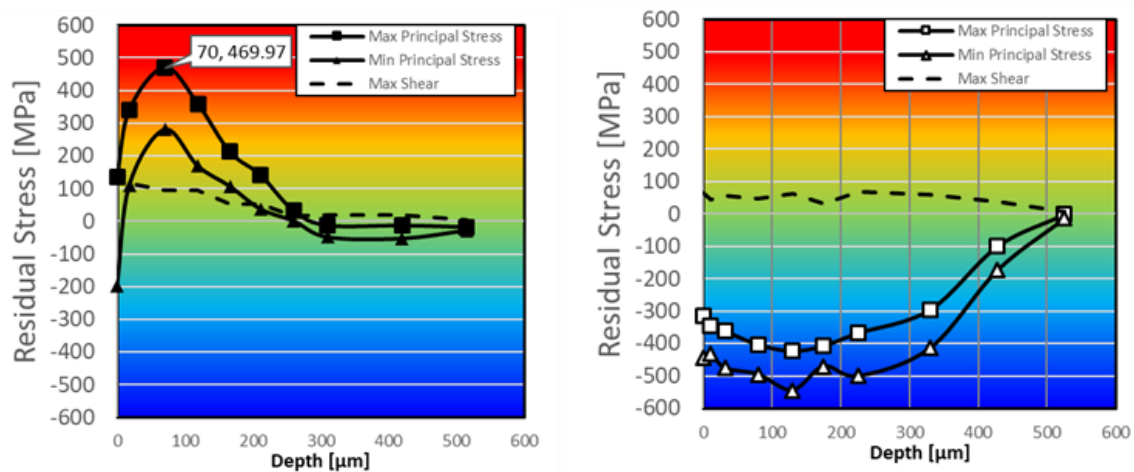 600
500
400
300
200
100
0
-100
-200
-300
-400
-500
-600
Residual Stress [MPa]
70, 469.97
Max Principal Stress
Min Principal Stress
Max Shear
0 100 200 300 400 500 600
Depth [µm]
600
500
400
300
200
100
0
-100
-200
-300
-400
-500
-600
Residual Stress [MPa]
Max Principal Stress
Min Principal Stress
Max Shear
0 100 200 300 400 500 600
Depth [µm]